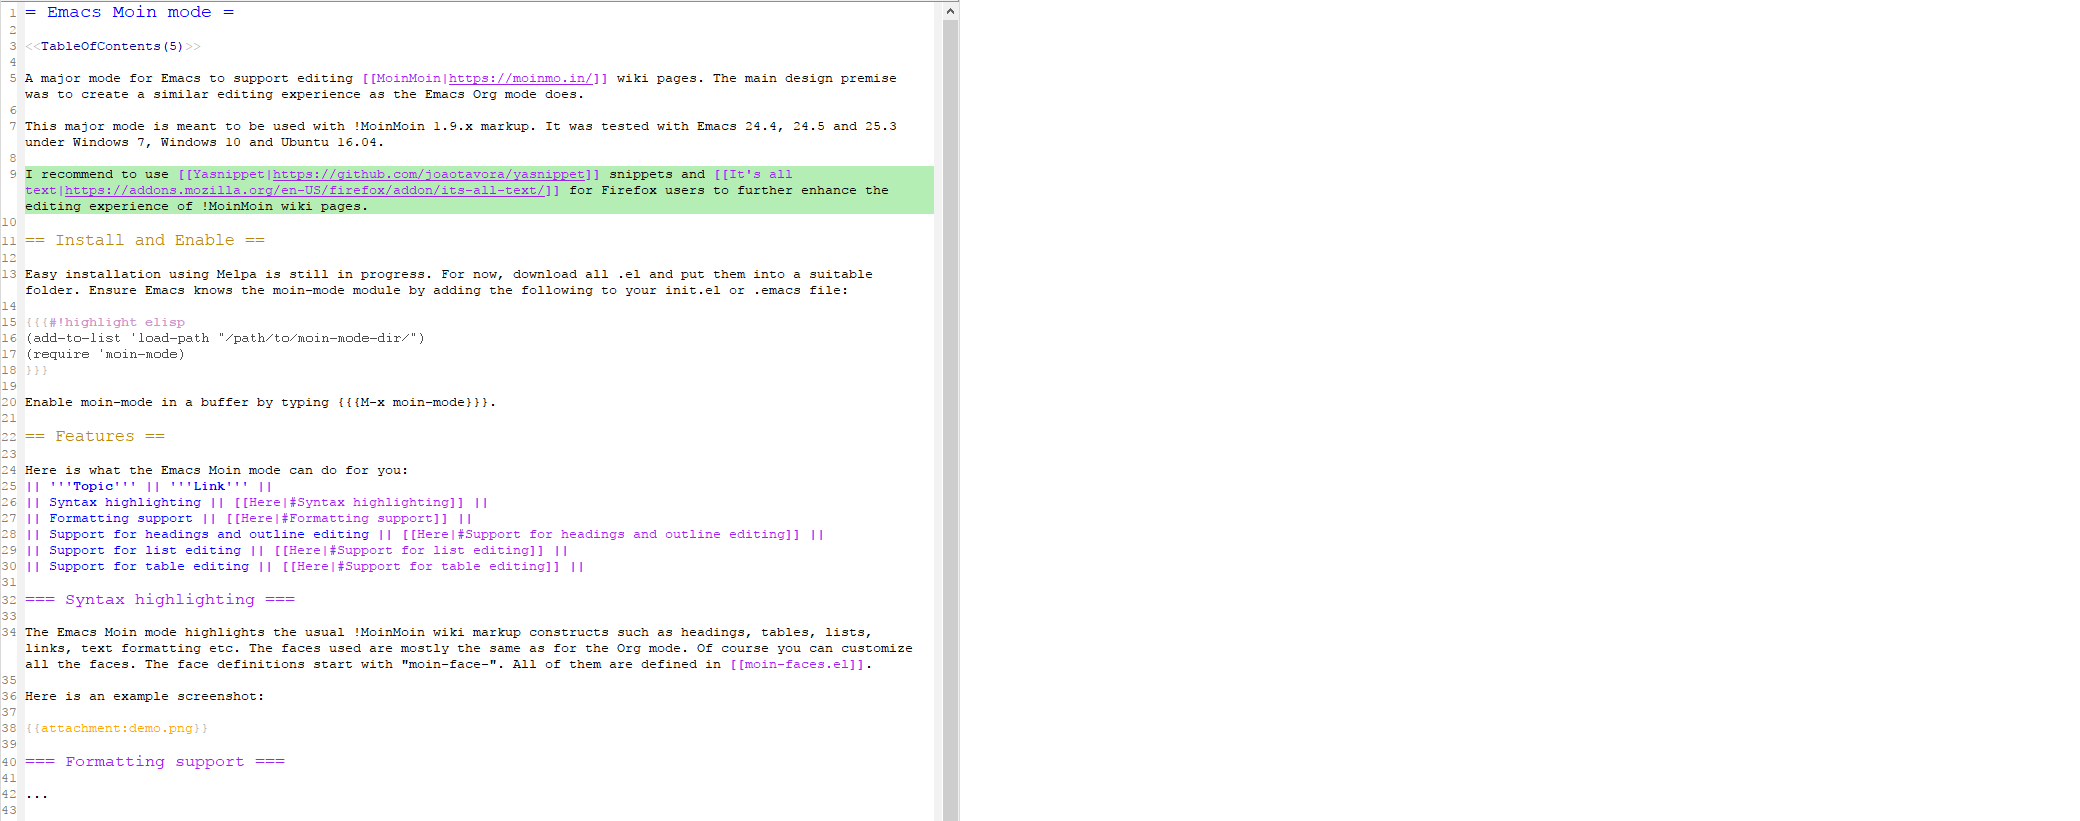 1 = Emacs Moin mode =
2
3 <<TableOfContents(5)>>
4
5 A major mode for Emacs to support editing [[MoinMoin|https://moinmo.in/]] wiki pages. The main design premise
was to create a similar editing experience as the Emacs Org mode does.
6
7 This major mode is meant to be used with !MoinMoin 1.9.x markup. It was tested with Emacs 24.4, 24.5 and 25.3
under Windows 7, Windows 10 and Ubuntu 16.04.
8
9 I recommend to use [[Yasnippet|https://github.com/joaotavora/yasnippet]] snippets and [[It's all
text|https://addons.mozilla.org/en-US/firefox/addon/its-all-text/]] for Firefox users to further enhance the
editing experience of !MoinMoin wiki pages.
10
11 == Install and Enable ==
12
13 Easy installation using Melpa is still in progress. For now, download all .el and put them into a suitable
folder. Ensure Emacs knows the moin-mode module by adding the following to your init.el or .emacs file:
14
15 {{{#!highlight elisp
16 (add-to-list 'load-path "/path/to/moin-mode-dir/")
17 (require 'moin-mode)
18 }}}
19
20 Enable moin-mode in a buffer by typing {{{M-x moin-mode}}}.
21
22 == Features ==
23
24 Here is what the Emacs Moin mode can do for you:
25 || '''Topic''' || '''Link''' ||
26 || Syntax highlighting || [[Here|#Syntax highlighting]] ||
27 || Formatting support || [[Here|#Formatting support]] ||
28 || Support for headings and outline editing || [[Here|#Support for headings and outline editing]] ||
29 || Support for list editing || [[Here|#Support for list editing]] ||
30 || Support for table editing || [[Here|#Support for table editing]] ||
31
32 === Syntax highlighting ===
33
34 The Emacs Moin mode highlights the usual !MoinMoin wiki markup constructs such as headings, tables, lists,
links, text formatting etc. The faces used are mostly the same as for the Org mode. Of course you can customize
all the faces. The face definitions start with "moin-face-". All of them are defined in [[moin-faces.el]].
35
36 Here is an example screenshot:
37
38 {{attachment:demo.png}}
39
40 === Formatting support ===
41
42 ...
43